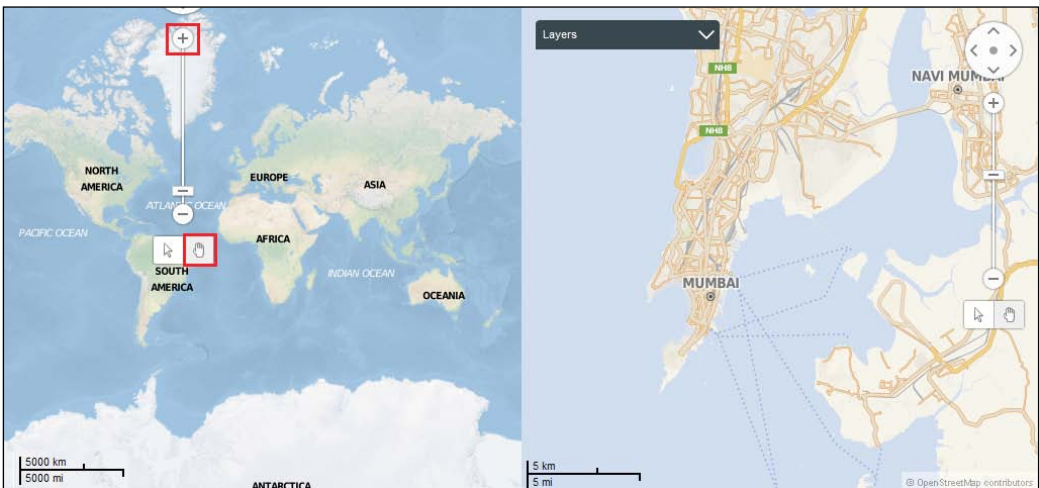 NORTH
AMERICA
EUROPE
ASIA
ATLANTIC OCEAN
PACIFIC OCEAN
AFRICA
SOUTH
AMERICA
INDIAN OCEAN
OCEANIA
5000 km
5000 mi
ANTARCTICA
Layers
NH8
NAVI MUMBAI
NH8
MUMBAI
5 km
5 mi
© OpenStreetMap contributors